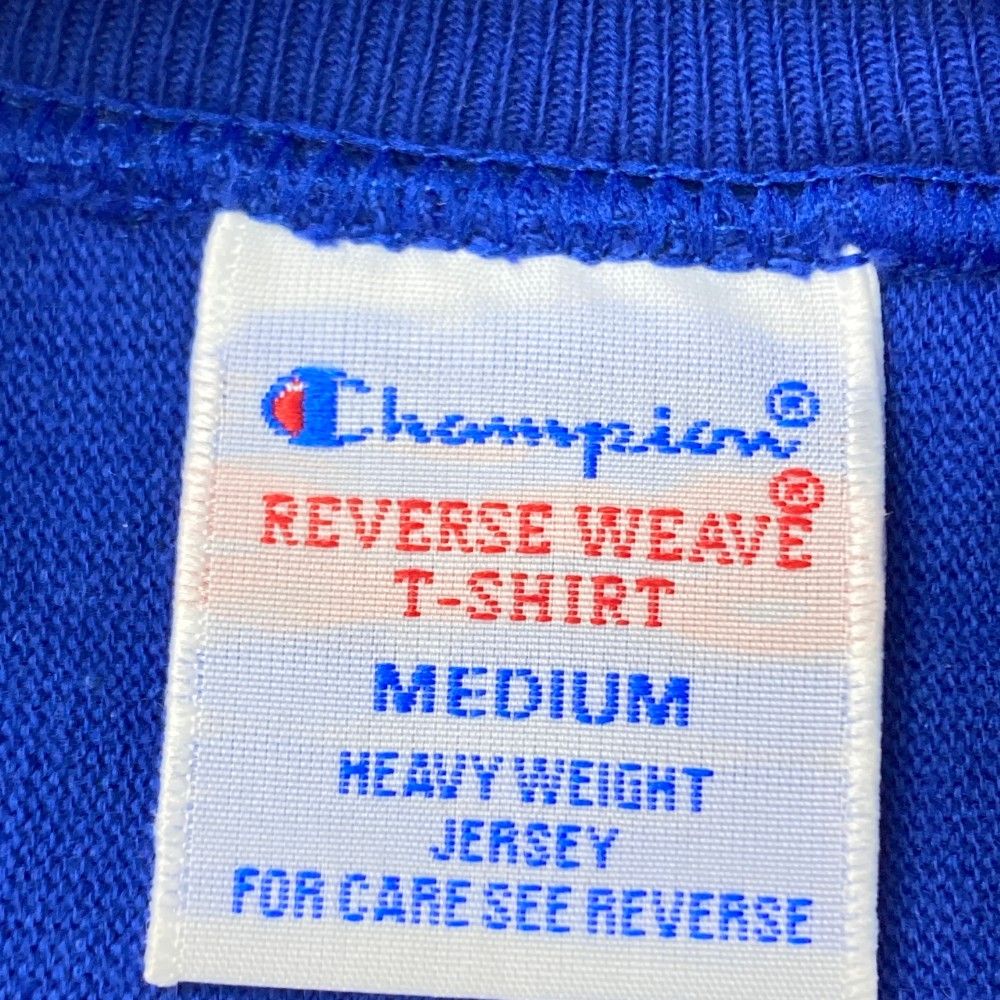 Champion®
REVERSE WEAVE®
T-SHIRT
MEDIUM
HEAVY WEIGHT
JERSEY
FOR CARE SEE REVERSE